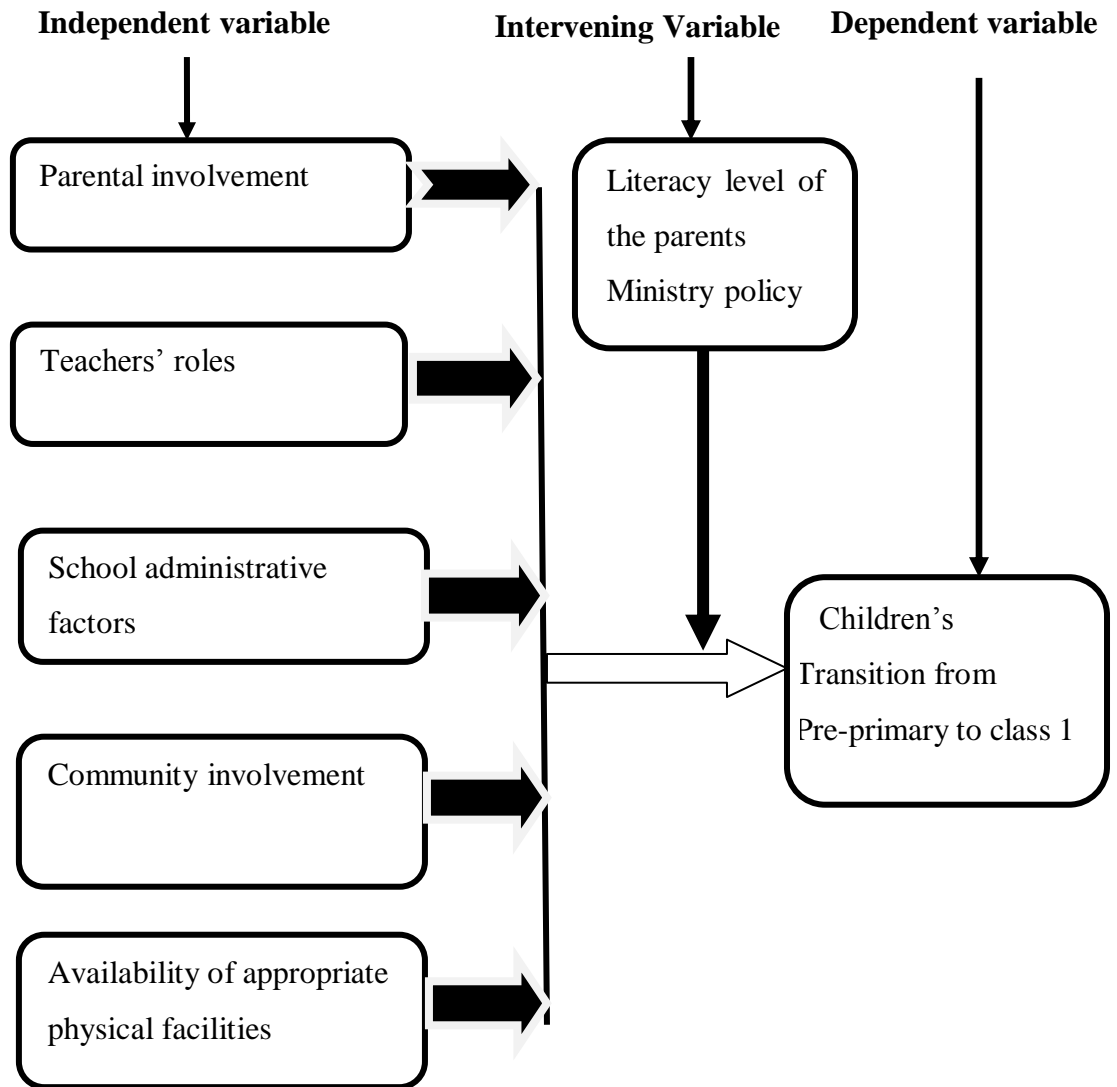 Independent variable
Intervening Variable
Dependent variable
Parental involvement
Teachers’ roles
School administrative
factors
Community involvement
Availability of appropriate
physical facilities
Literacy level of
the parents
Ministry policy
Children’s
Transition from
Pre-primary to class 1